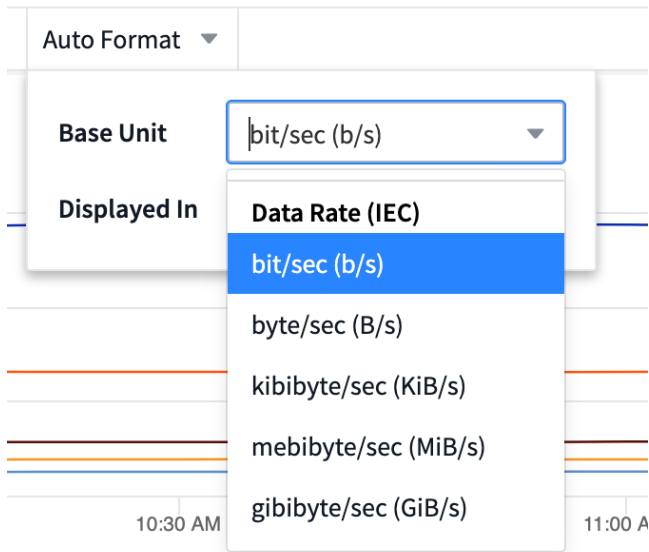 Auto Format
Base Unit
bit/sec (b/s)
Displayed In
Data Rate (IEC)
bit/sec (b/s)
byte/sec (B/s)
kibibyte/sec (KiB/s)
mebibyte/sec (MiB/s)
gibibyte/sec (GiB/s)
10:30 AM
11:00 A